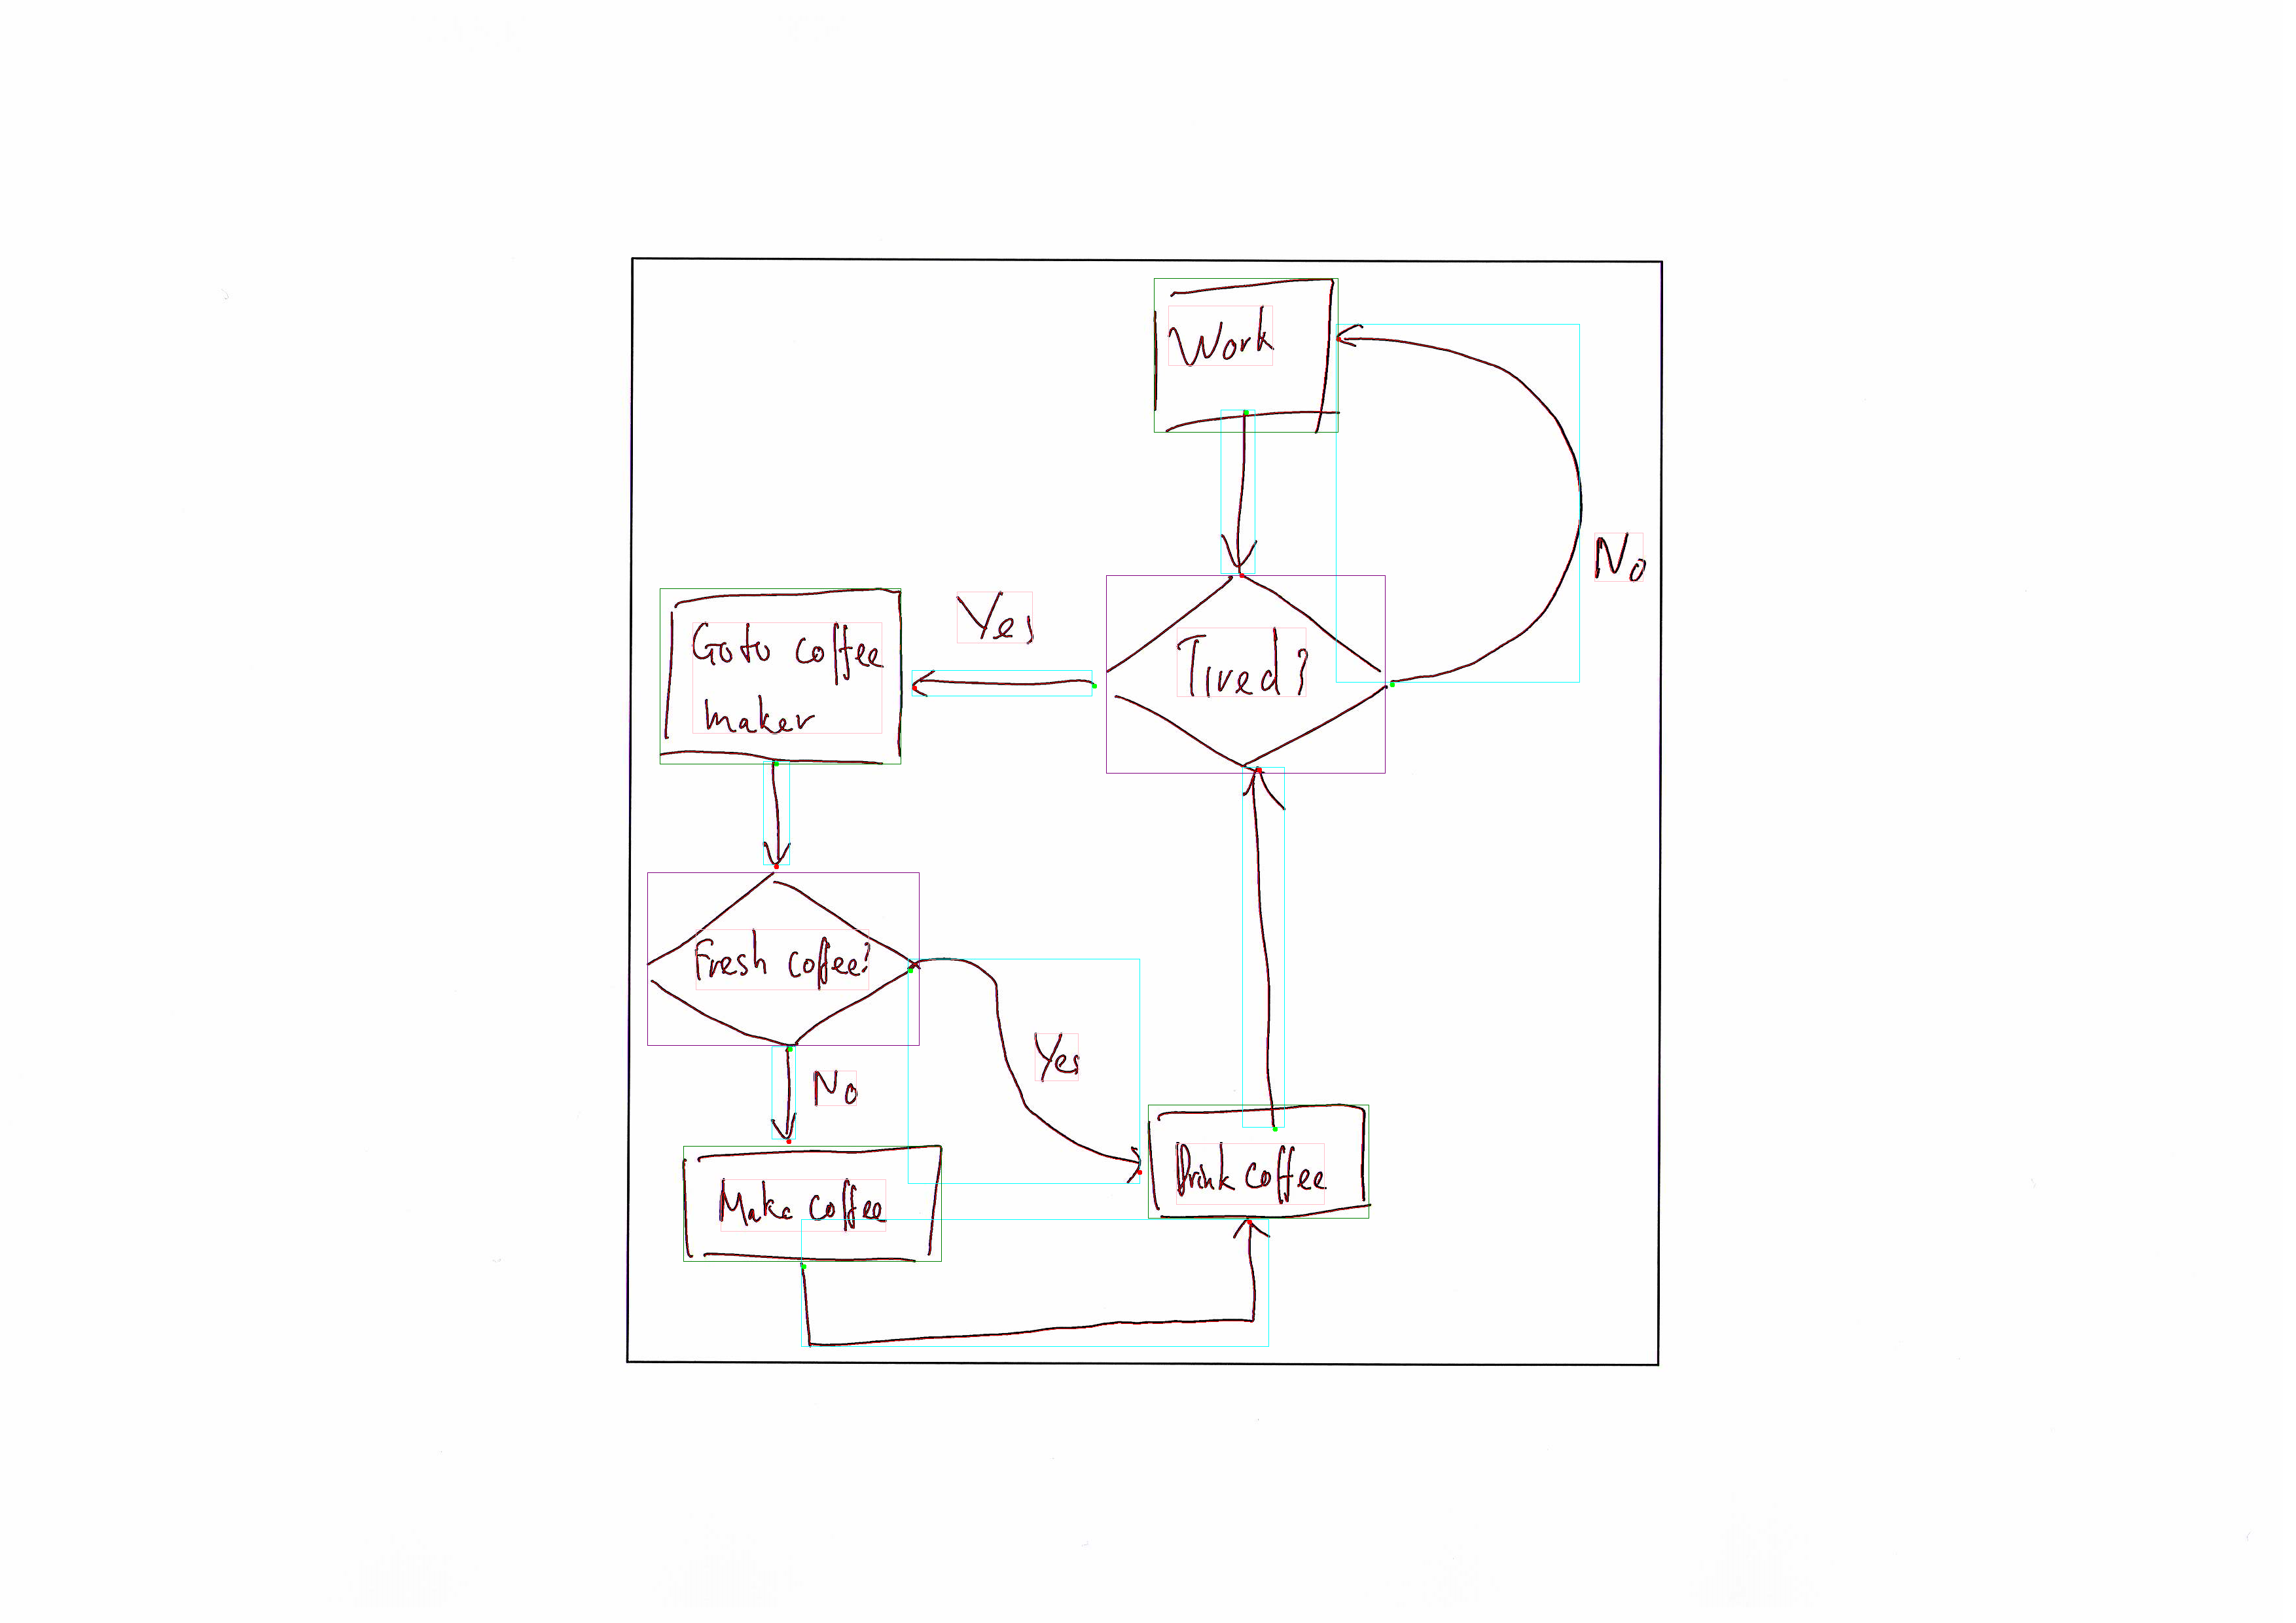 Work
No
Yes
Tired?
Goto coffee
maker
Fresh coffee?
Yes
No
Make coffee
Drink coffee